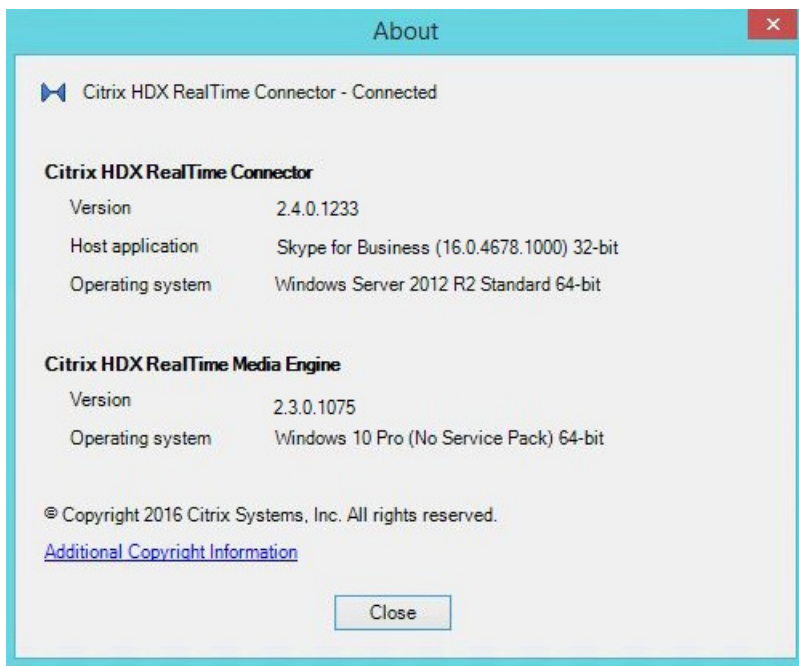 About
Citrix HDX RealTime Connector - Connected
Citrix HDX RealTime Connector
Version 2.4.0.1233
Host application Skype for Business (16.0.4678.1000) 32-bit
Operating system Windows Server 2012 R2 Standard 64-bit
Citrix HDX RealTime Media Engine
Version 2.3.0.1075
Operating system Windows 10 Pro (No Service Pack) 64-bit
© Copyright 2016 Citrix Systems, Inc. All rights reserved.
Additional Copyright Information
Close